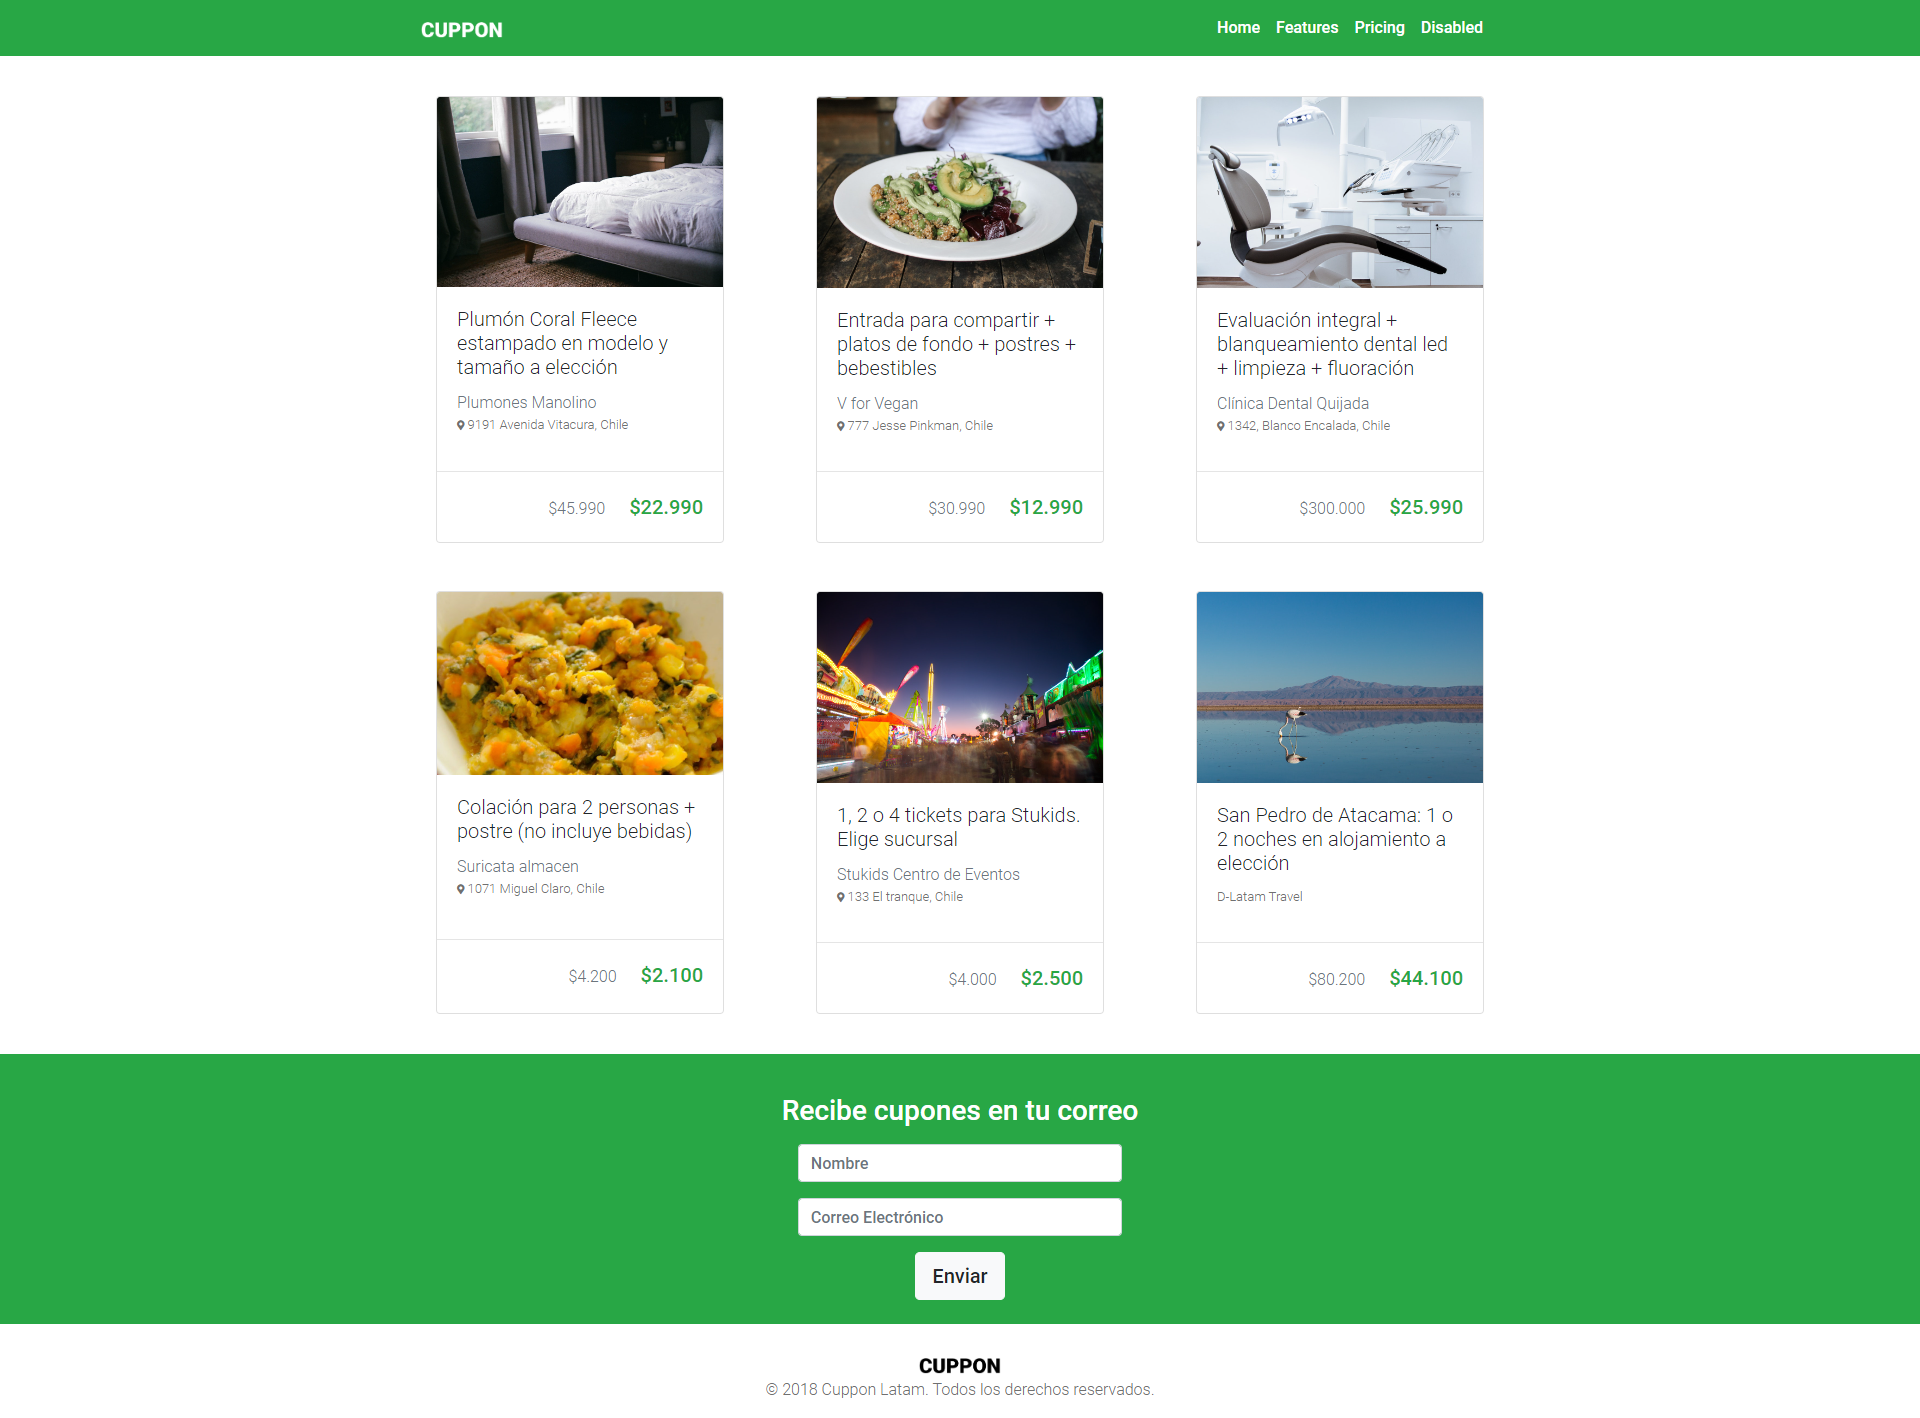 CUPPON
Home Features Pricing Disabled
Plumón Coral Fleece
estampado en modelo y
tamaño a elección
Plumones Manolino
9191 Avenida Vitacura, Chile
$45.990 $22.990
Entrada para compartir +
platos de fondo + postres +
bebestibles
V for Vegan
777 Jesse Pinkman, Chile
$30.990 $12.990
Evaluación integral +
blanqueamiento dental led
+ limpieza + fluoración
Clínica Dental Quijada
1342, Blanco Encalada, Chile
$300.000 $25.990
Colación para 2 personas +
postre (no incluye bebidas)
Suricata almacen
1071 Miguel Claro, Chile
$4.200 $2.100
1, 2 o 4 tickets para Stukids.
Elige sucursal
Stukids Centro de Eventos
133 El tranque, Chile
$4.000 $2.500
San Pedro de Atacama: 1 o
2 noches en alojamiento a
elección
D-Latam Travel
$80.200 $44.100
Recibe cupones en tu correo
Nombre
Correo Electrónico
Enviar
CUPPON
© 2018 Cuppon Latam. Todos los derechos reservados.